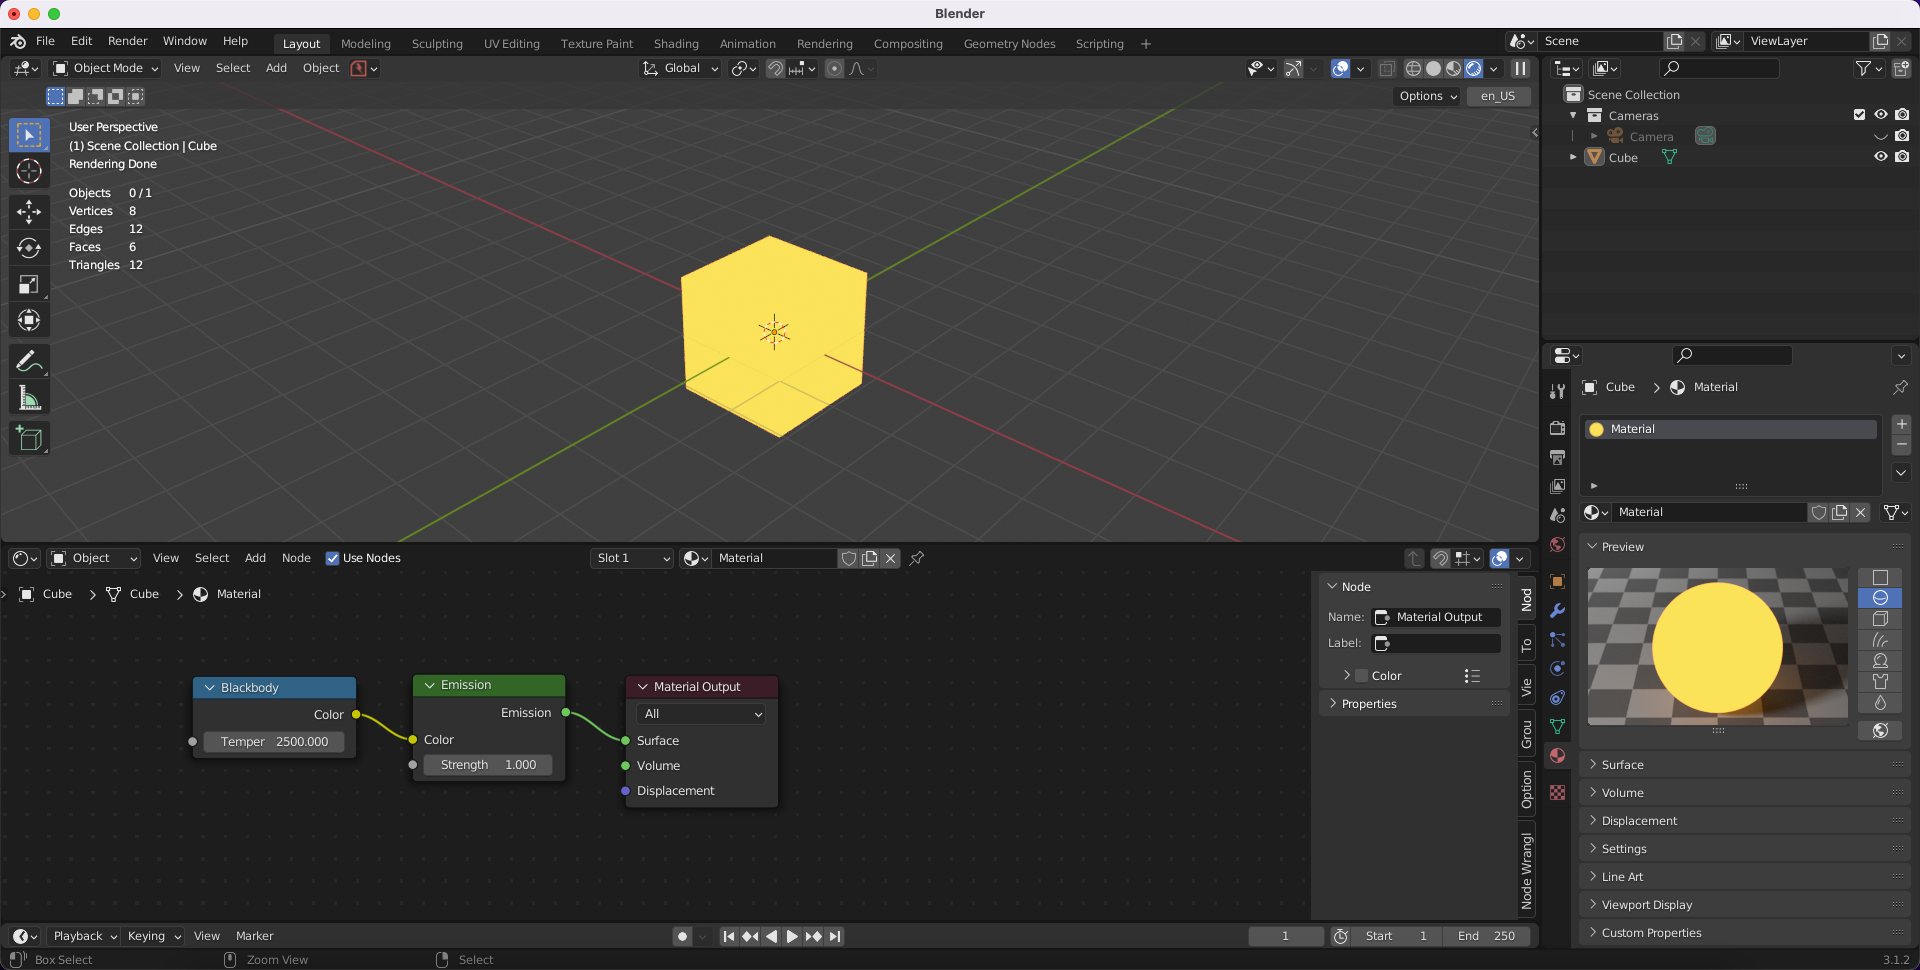 Blender
File Edit Render Window Help Layout Modeling Sculpting UV Editing Texture Paint Shading Animation Rendering Compositing Geometry Nodes Scripting + Scene ViewLayer
Object Mode View Select Add Object Global
Options en_US
User Perspective
(1) Scene Collection | Cube
Rendering Done
Objects 0/1
Vertices 8
Edges 12
Faces 6
Triangles 12
Scene Collection
Cameras
Camera
Cube
Cube Material
Material
Material
Preview
Surface
Volume
Displacement
Settings
Line Art
Viewport Display
Custom Properties
Object View Select Add Node Use Nodes Slot 1 Material
Cube Cube Material
Blackbody
Color
Temper 2500.000
Emission
Emission
Color
Strength 1.000
Material Output
All
Surface
Volume
Displacement
Node
Name: Material Output
Label:
Color
Properties
Nod
To
Vie
Grou
Option
Node Wrangl
Playback Keying View Marker 1 Start 1 End 250
Box Select Zoom View Select 3.1.2